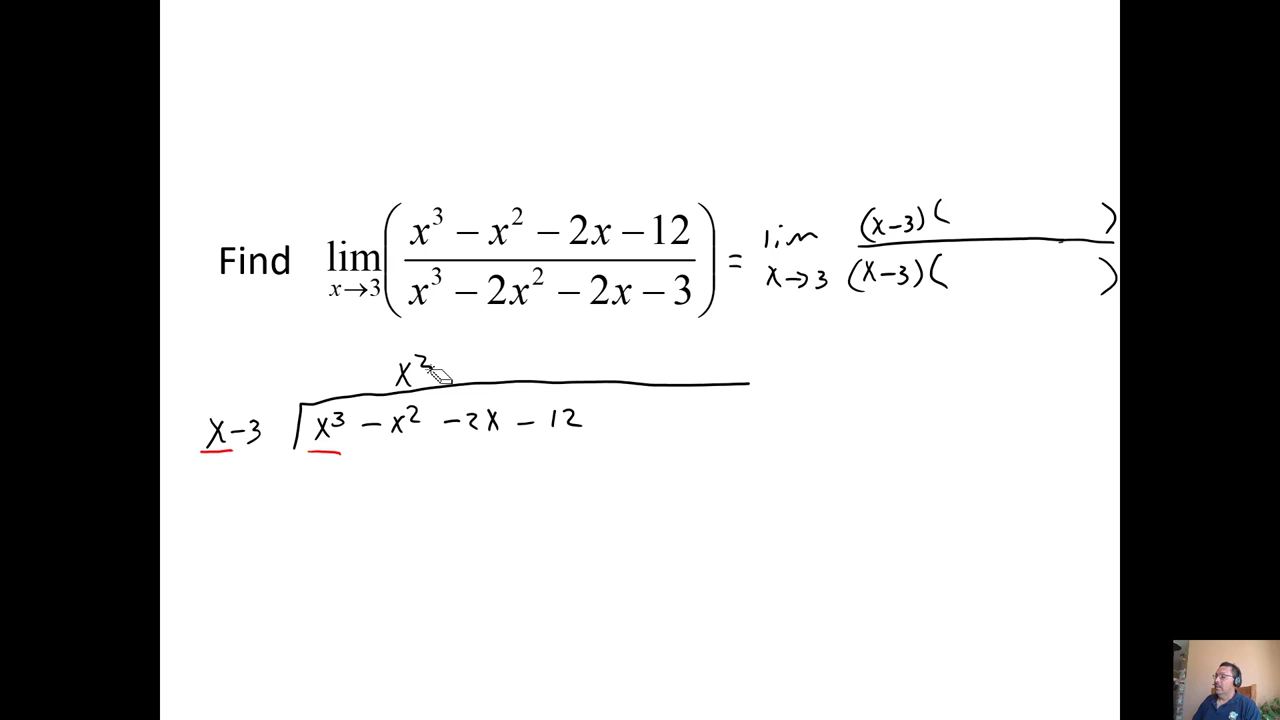 Find lim x→3 ( (x³ − x² − 2x − 12) / (x³ − 2x² − 2x − 3) ) = lim x→3 (x−3)( ) / (x−3)( )
x²
x−3 x³ − x² − 2x − 12